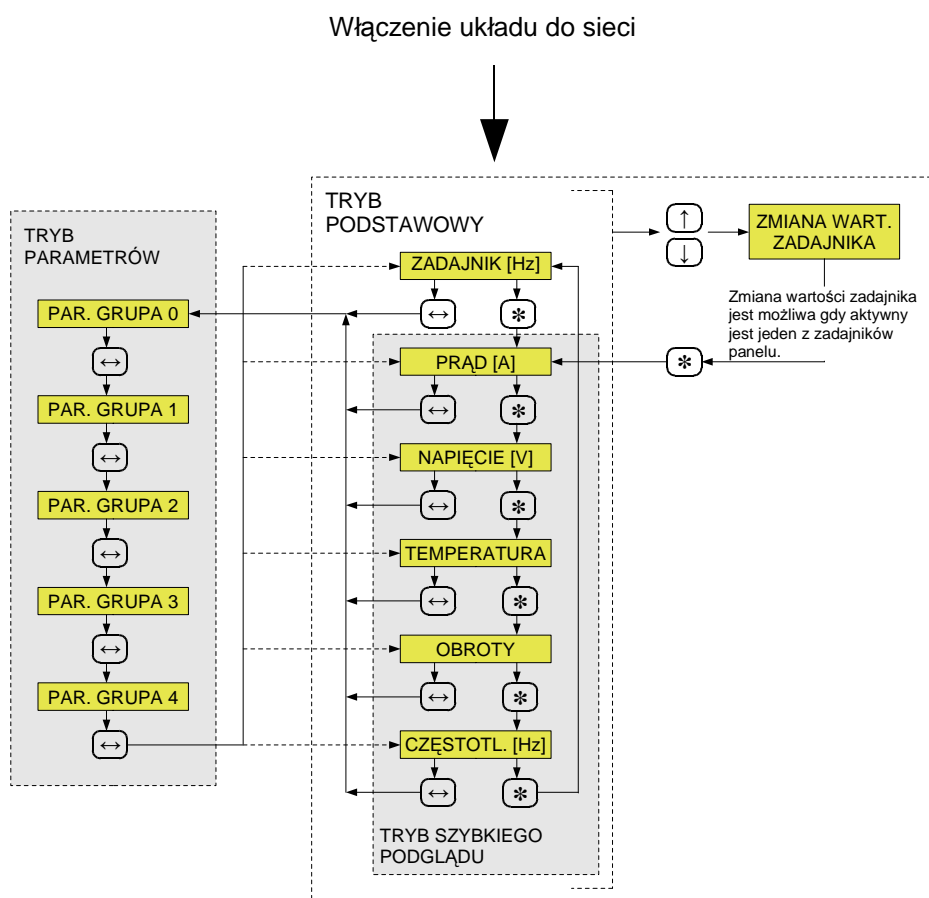 Włączenie układu do sieci
TRYB
PODSTAWOWY
ZADAJNIK [Hz]
↔
✻
TRYB
PARAMETRÓW
PAR. GRUPA 0
↔
PAR. GRUPA 1
↔
PAR. GRUPA 2
↔
PAR. GRUPA 3
↔
PAR. GRUPA 4
↔
PRĄD [A]
↔
✻
NAPIĘCIE [V]
↔
✻
TEMPERATURA
↔
✻
OBROTY
↔
✻
CZĘSTOTL. [Hz]
↔
✻
TRYB SZYBKIEGO
PODGLĄDU
↑
↓
ZMIANA WART.
ZADAJNIKA
Zmiana wartości zadajnika
jest możliwa gdy aktywny
jest jeden z zadajników
panelu.
✻